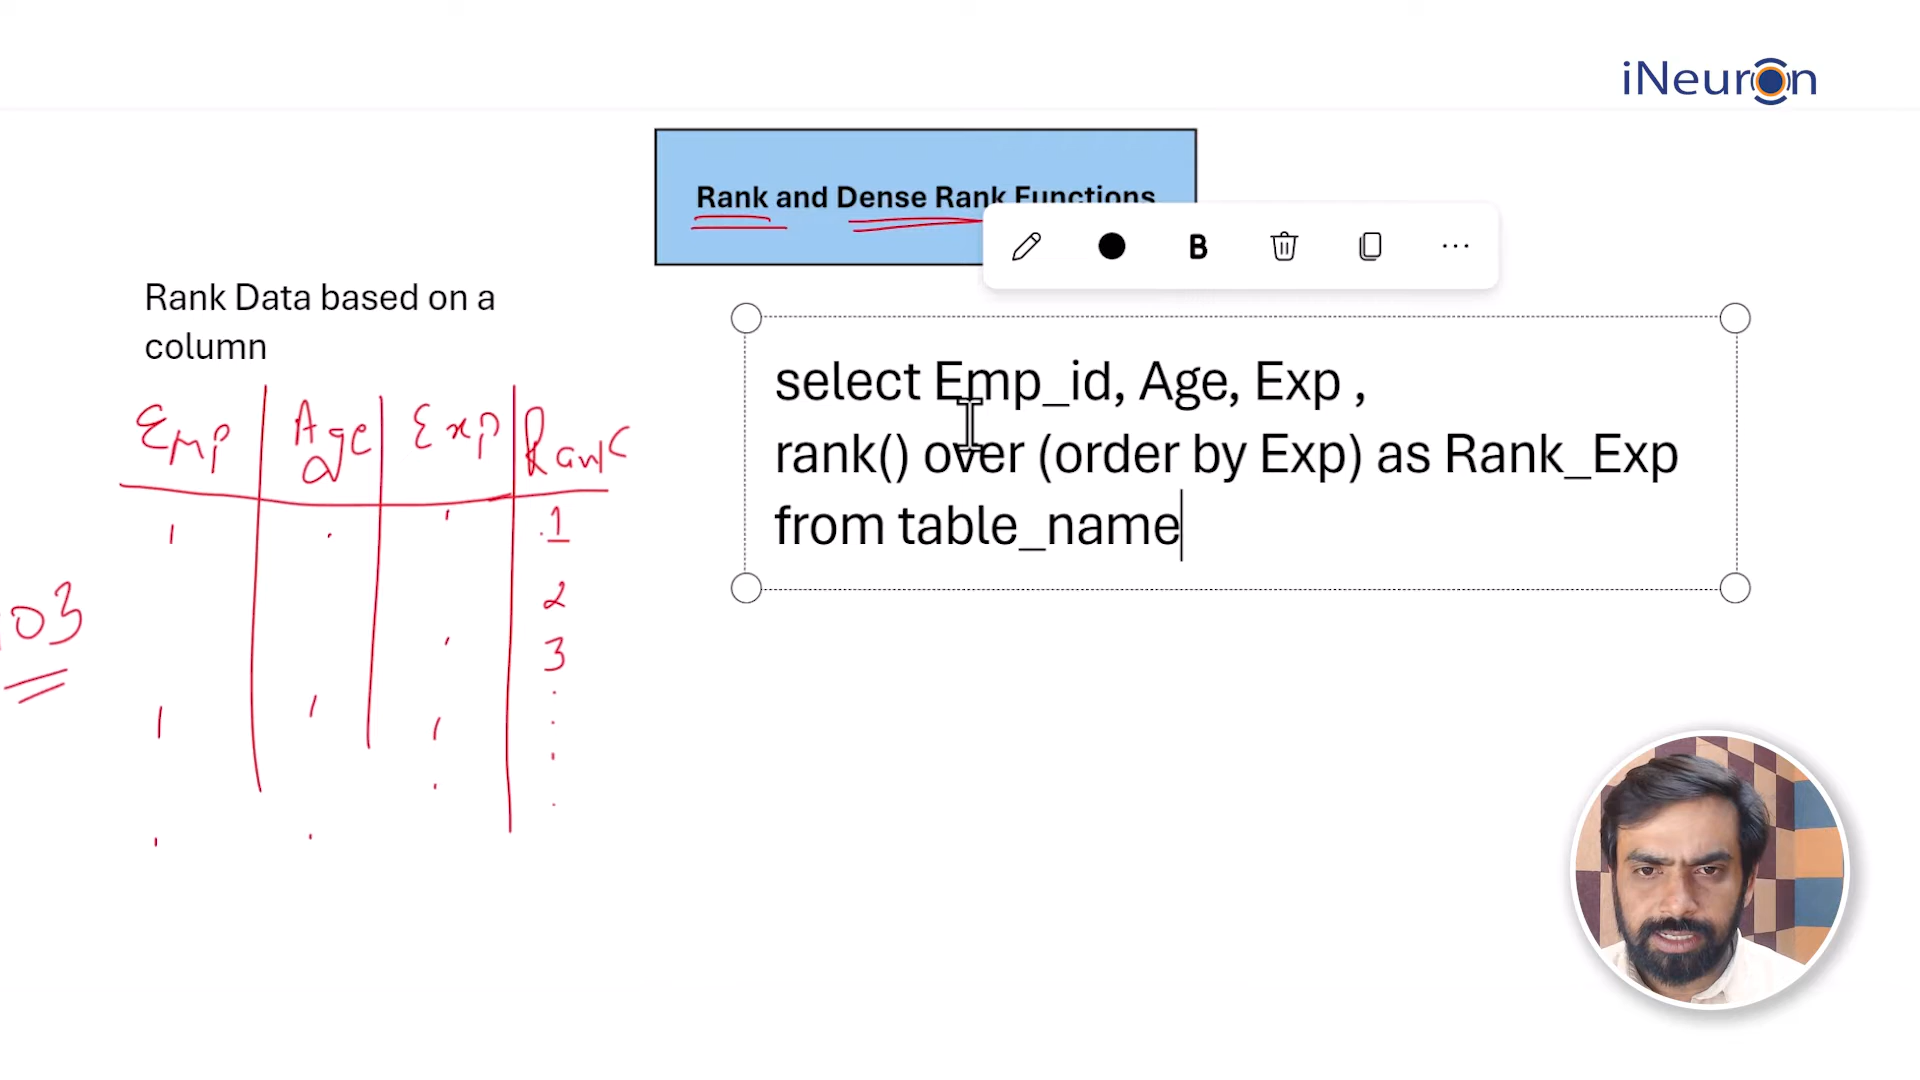 iNeuron
Rank and Dense Rank Functions
B
Rank Data based on a
column
Emp Age Exp Rank
1
2
3
03
select Emp_id, Age, Exp ,
rank() over (order by Exp) as Rank_Exp
from table_name